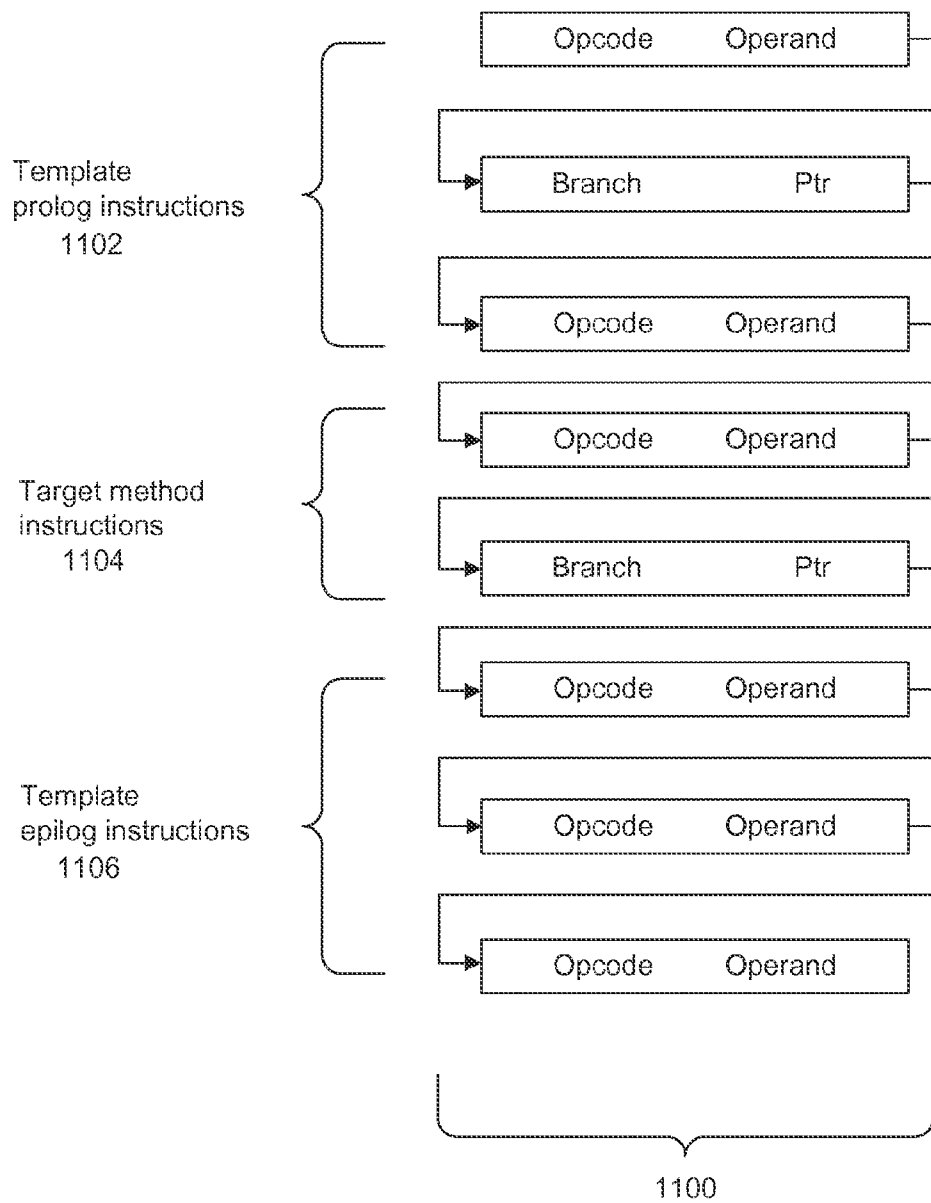 Opcode Operand
Template
prolog instructions
1102
Branch Ptr
Opcode Operand
Target method
instructions
1104
Opcode Operand
Branch Ptr
Template
epilog instructions
1106
Opcode Operand
Opcode Operand
Opcode Operand
1100